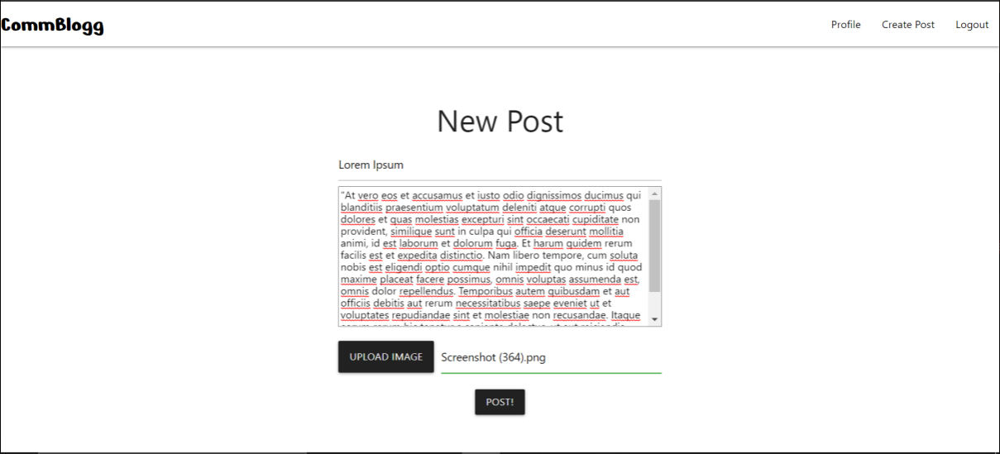 CommBlogg
Profile
Create Post
Logout
New Post
Lorem Ipsum
"At vero eos et accusamus et iusto odio dignissimos ducimus qui
blanditiis praesentium voluptatum deleniti atque corrupti quos
dolores et quas molestias excepturi sint occaecati cupiditate non
provident, similique sunt in culpa qui officia deserunt mollitia
animi, id est laborum et dolorum fuga. Et harum quidem rerum
facilis est et expedita distinctio. Nam libero tempore, cum soluta
nobis est eligendi optio cumque nihil impedit quo minus id quod
maxime placeat facere possimus, omnis voluptas assumenda est,
omnis dolor repellendus. Temporibus autem quibusdam et aut
officiis debitis aut rerum necessitatibus saepe eveniet ut et
voluptates repudiandae sint et molestiae non recusandae. Itaque
UPLOAD IMAGE
Screenshot (364).png
POST!